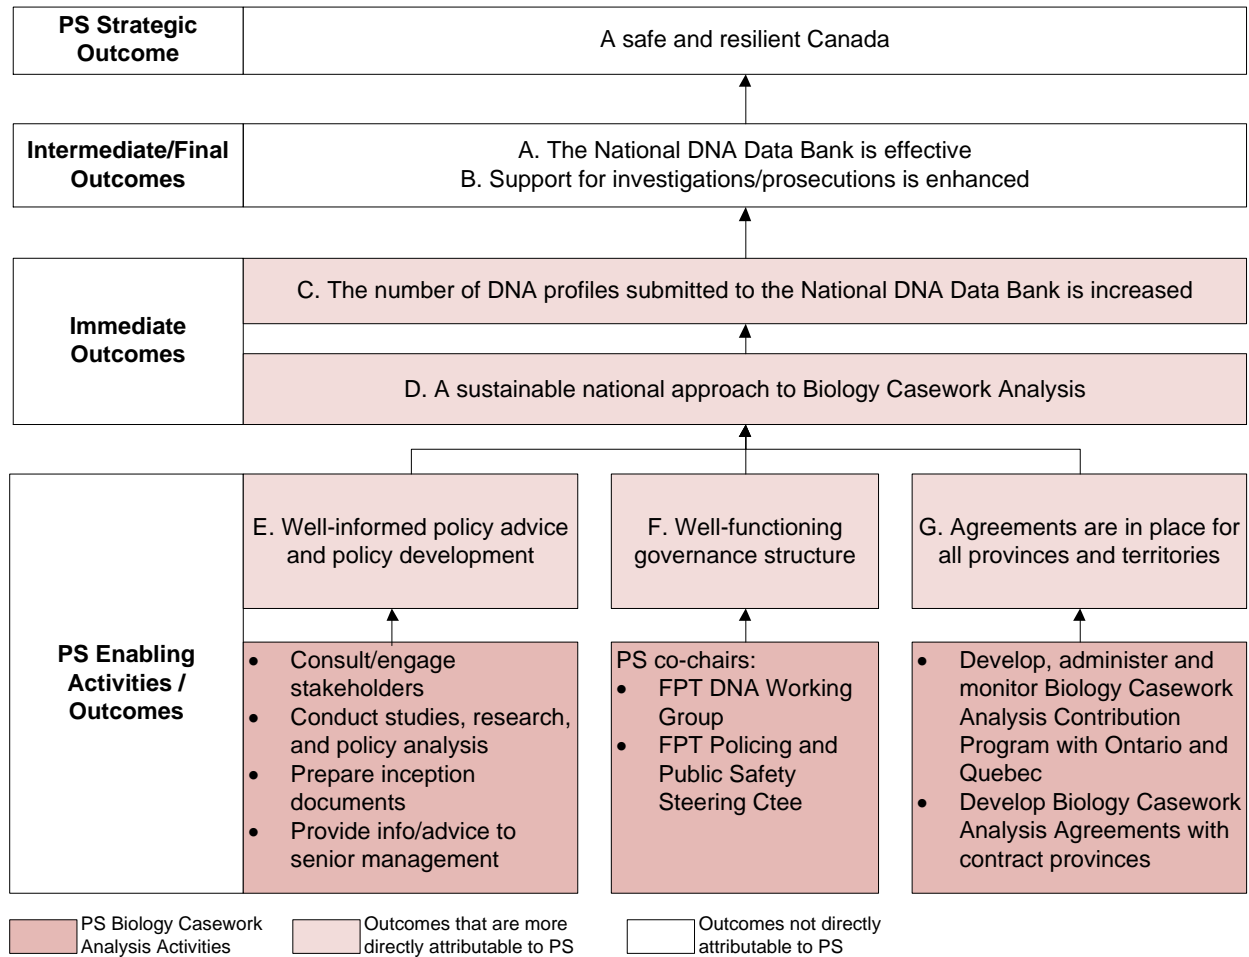 PS Strategic
Outcome
A safe and resilient Canada
Intermediate/Final
Outcomes
A. The National DNA Data Bank is effective
B. Support for investigations/prosecutions is enhanced
Immediate
Outcomes
C. The number of DNA profiles submitted to the National DNA Data Bank is increased
D. A sustainable national approach to Biology Casework Analysis
PS Enabling
Activities /
Outcomes
E. Well-informed policy advice
and policy development
F. Well-functioning
governance structure
G. Agreements are in place for
all provinces and territories
• Consult/engage
stakeholders
• Conduct studies, research,
and policy analysis
• Prepare inception
documents
• Provide info/advice to
senior management
PS co-chairs:
• FPT DNA Working
Group
• FPT Policing and
Public Safety
Steering Ctee
• Develop, administer and
monitor Biology Casework
Analysis Contribution
Program with Ontario and
Quebec
• Develop Biology Casework
Analysis Agreements with
contract provinces
PS Biology Casework
Analysis Activities
Outcomes that are more
directly attributable to PS
Outcomes not directly
attributable to PS